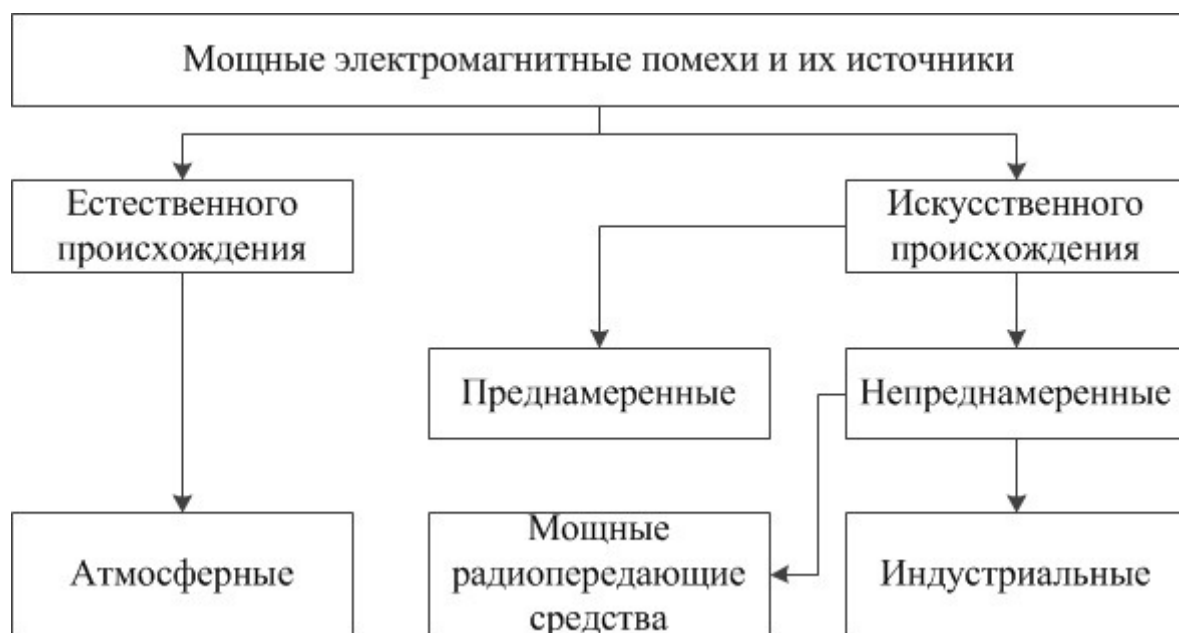 Мощные электромагнитные помехи и их источники
Естественного
происхождения
Искусственного
происхождения
Преднамеренные
Непреднамеренные
Атмосферные
Мощные
радиопередающие
средства
Индустриальные